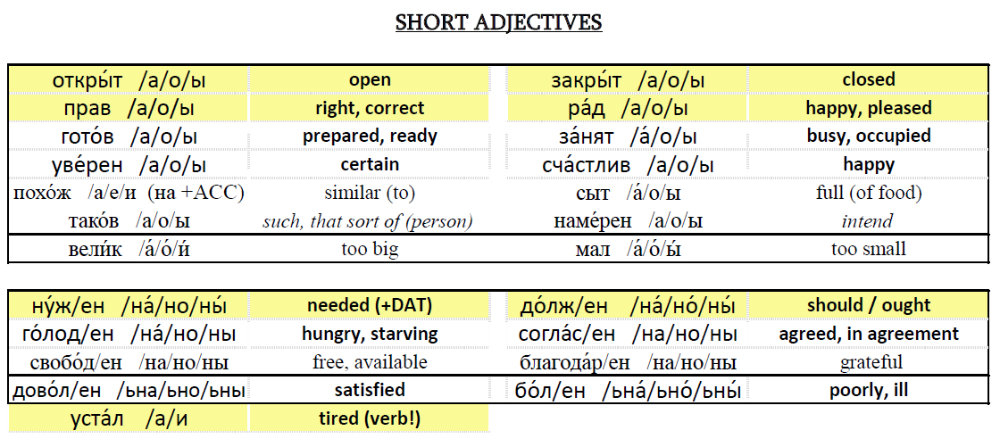 SHORT ADJECTIVES
откры́т /а/о/ы open закры́т /а/о/ы closed
прав /а/о/ы right, correct ра́д /а/о/ы happy, pleased
гото́в /а/о/ы prepared, ready за́нят /а́/о/ы busy, occupied
уве́рен /а/о/ы certain сча́стлив /а/о/ы happy
похо́ж /а/е/и (на +ACC) similar (to) сыт /а́/о/ы full (of food)
тако́в /а/о/ы such, that sort of (person) наме́рен /а/о/ы intend
вели́к /а́/о́/и́ too big мал /а́/о́/ы́ too small
ну́ж/ен /на́/но/ны́ needed (+DAT) до́лж/ен /на́/но́/ны́ should / ought
го́лод/ен /на́/но/ны hungry, starving согла́с/ен /на/но/ны agreed, in agreement
свобо́д/ен /на/но/ны free, available благода́р/ен /на/но/ны grateful
дово́л/ен /ьна/ьно/ьны satisfied бо́л/ен /ьна́/ьно́/ьны́ poorly, ill
уста́л /а/и tired (verb!)